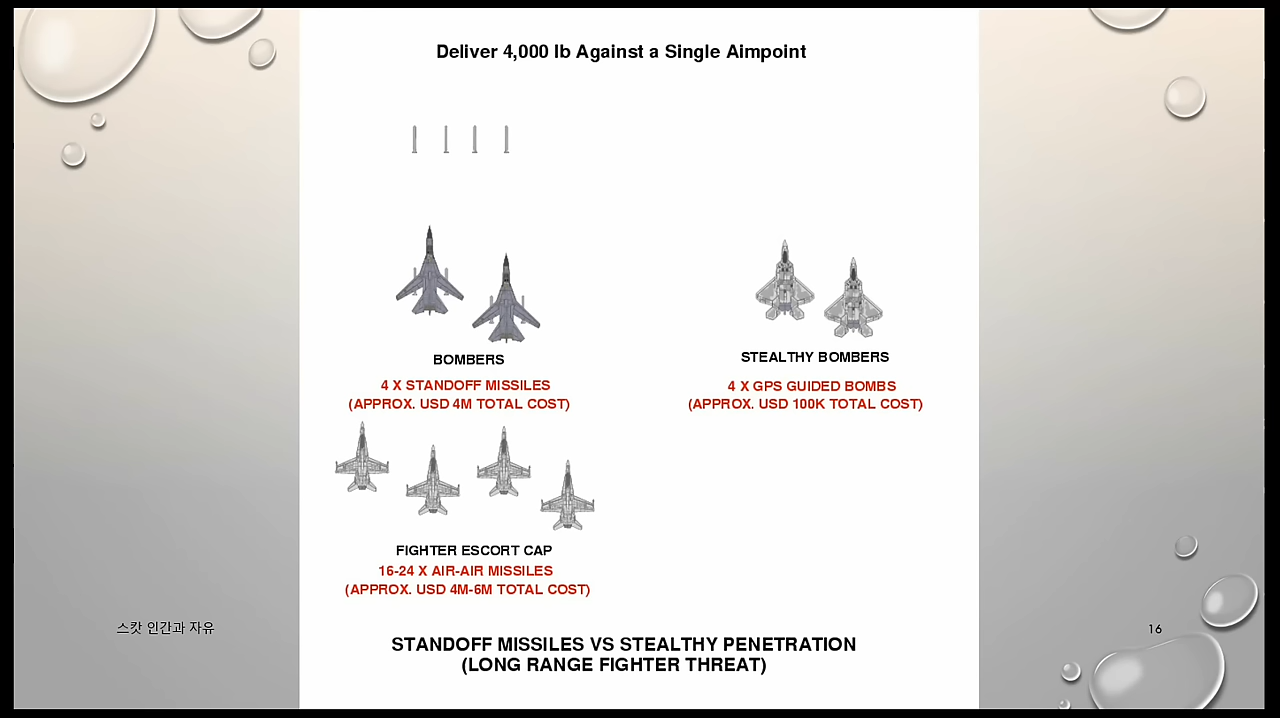 Deliver 4,000 lb Against a Single Aimpoint
BOMBERS
4 X STANDOFF MISSILES
(APPROX. USD 4M TOTAL COST)
STEALTHY BOMBERS
4 X GPS GUIDED BOMBS
(APPROX. USD 100K TOTAL COST)
FIGHTER ESCORT CAP
16-24 X AIR-AIR MISSILES
(APPROX. USD 4M-6M TOTAL COST)
스캇 인간과 자유
16
STANDOFF MISSILES VS STEALTHY PENETRATION
(LONG RANGE FIGHTER THREAT)